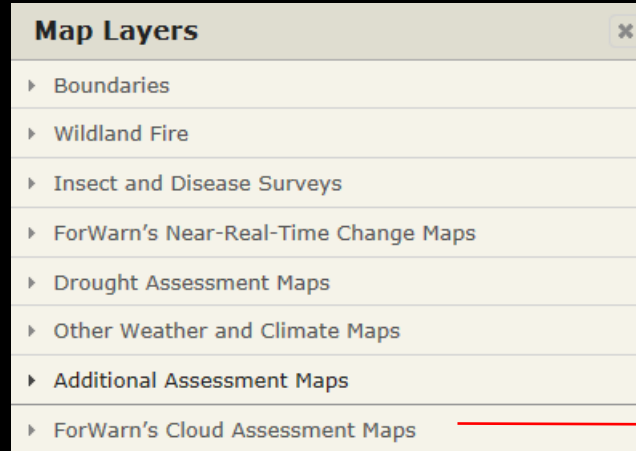 Map Layers
Boundaries
Wildland Fire
Insect and Disease Surveys
ForWarn's Near-Real-Time Change Maps
Drought Assessment Maps
Other Weather and Climate Maps
Additional Assessment Maps
ForWarn's Cloud Assessment Maps